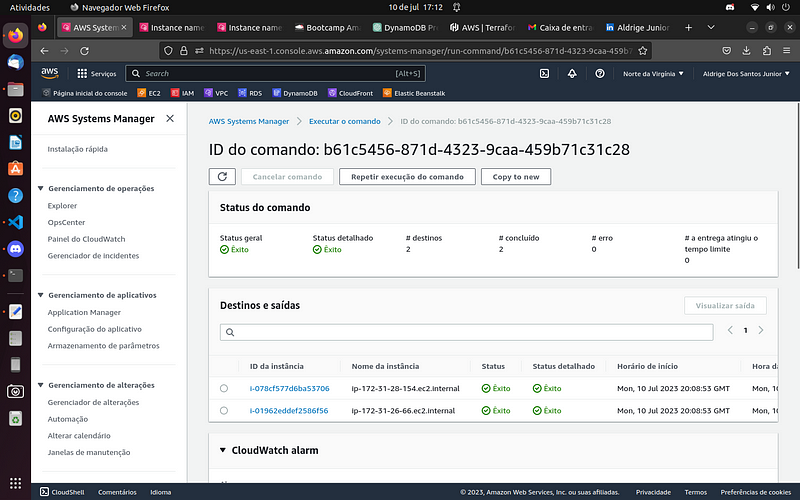 Atividades
Navegador Web Firefox
10 de jul 17:12
AWS Systems
Instance name
Instance name
Bootcamp Amaz
DynamoDB Pro
AWS | Terrafor
Caixa de entra
Aldrige Junior
https://us-east-1.console.aws.amazon.com/systems-manager/run-command/b61c5456-871d-4323-9caa-459b7
aws
Serviços
Search
[Alt+S]
Norte da Virgínia
Aldrige Dos Santos Junior
Página inicial do console
EC2
IAM
VPC
RDS
DynamoDB
CloudFront
Elastic Beanstalk
AWS Systems Manager
Instalação rápida
Gerenciamento de operações
Explorer
OpsCenter
Painel do CloudWatch
Gerenciador de incidentes
Gerenciamento de aplicativos
Application Manager
Configuração do aplicativo
Armazenamento de parâmetros
Gerenciamento de alterações
Gerenciador de alterações
Automação
Alterar calendário
Janelas de manutenção
AWS Systems Manager
Executar o comando
ID do comando: b61c5456-871d-4323-9caa-459b71c31c28
ID do comando: b61c5456-871d-4323-9caa-459b71c31c28
Cancelar comando
Repetir execução do comando
Copy to new
Status do comando
Status geral
Êxito
Status detalhado
Êxito
# destinos
2
# concluído
2
# erro
0
# a entrega atingiu o
tempo limite
0
Destinos e saídas
Visualizar saída
1
ID da instância
Nome da instância
Status
Status detalhado
Horário de início
Hora da
i-078cf577d6ba53706
ip-172-31-28-154.ec2.internal
Êxito
Êxito
Mon, 10 Jul 2023 20:08:53 GMT
Mon, 10
i-01962eddef2586f56
ip-172-31-26-66.ec2.internal
Êxito
Êxito
Mon, 10 Jul 2023 20:08:53 GMT
Mon, 10
CloudWatch alarm
CloudShell
Comentários
Idioma
© 2023, Amazon Web Services, Inc. ou suas afiliadas.
Privacidade
Termos
Preferências de cookies